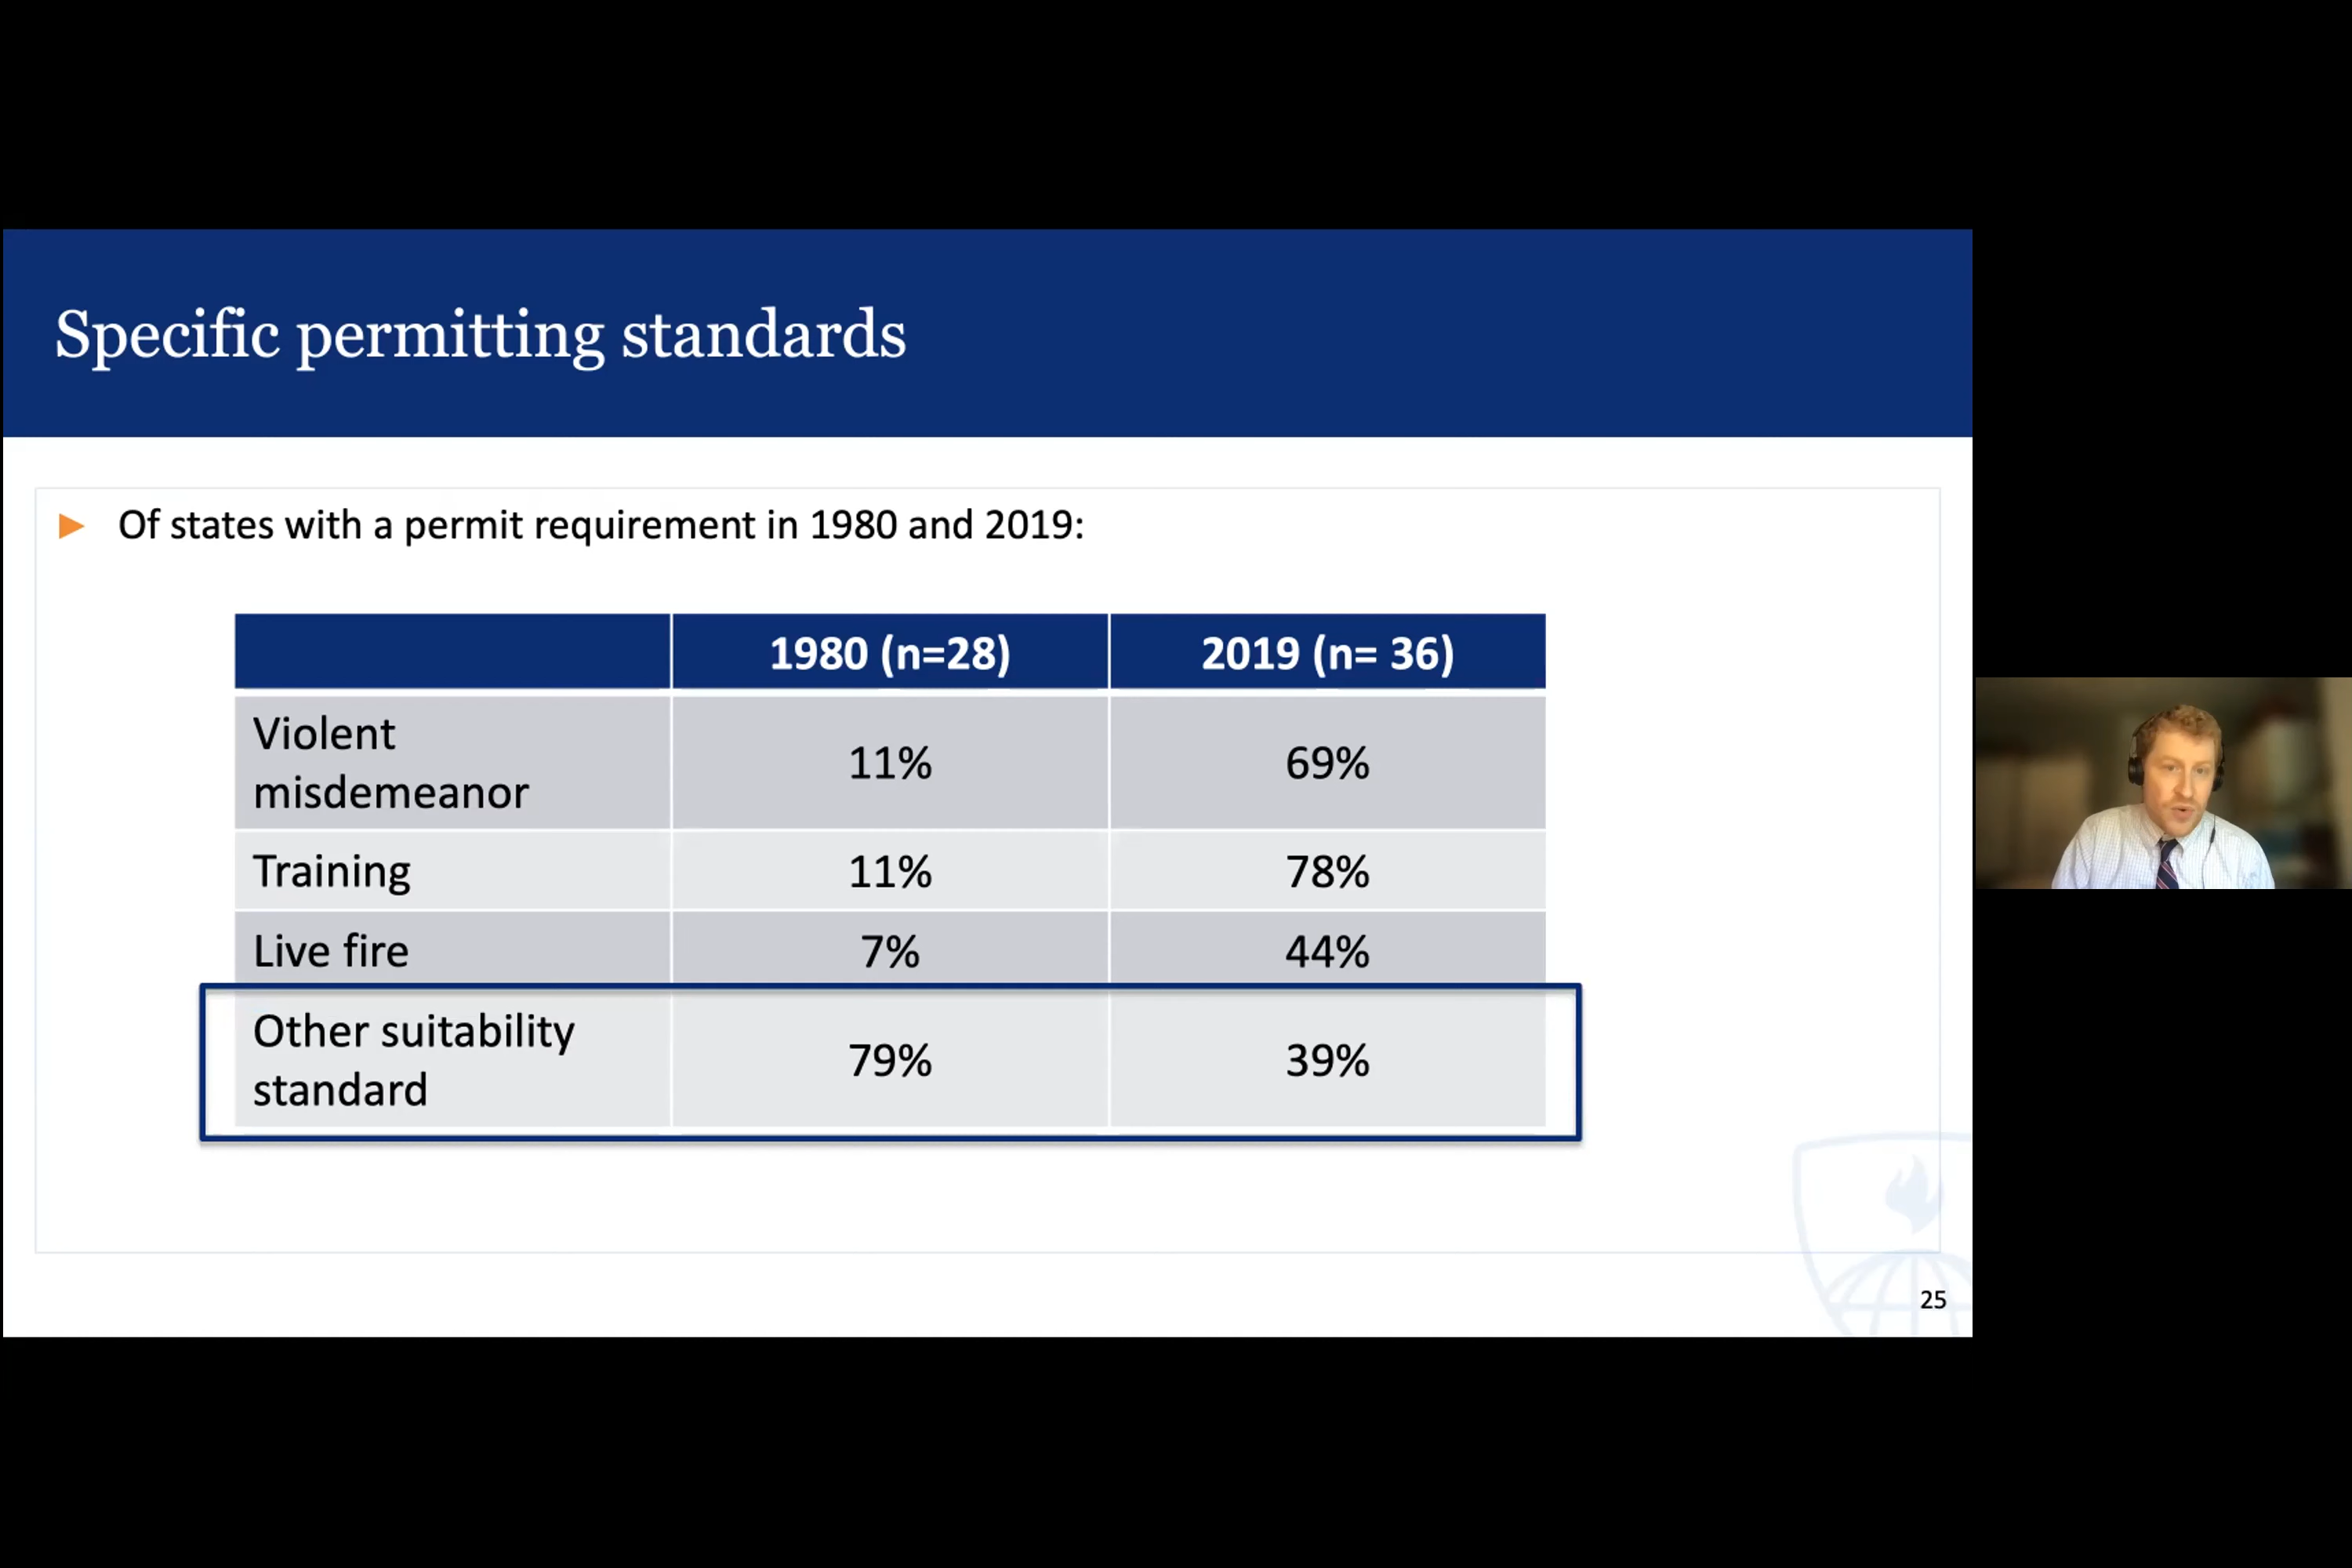 Specific permitting standards
Of states with a permit requirement in 1980 and 2019:
1980 (n=28)
2019 (n= 36)
Violent
misdemeanor
11%
69%
Training
11%
78%
Live fire
7%
44%
Other suitability
standard
79%
39%
25